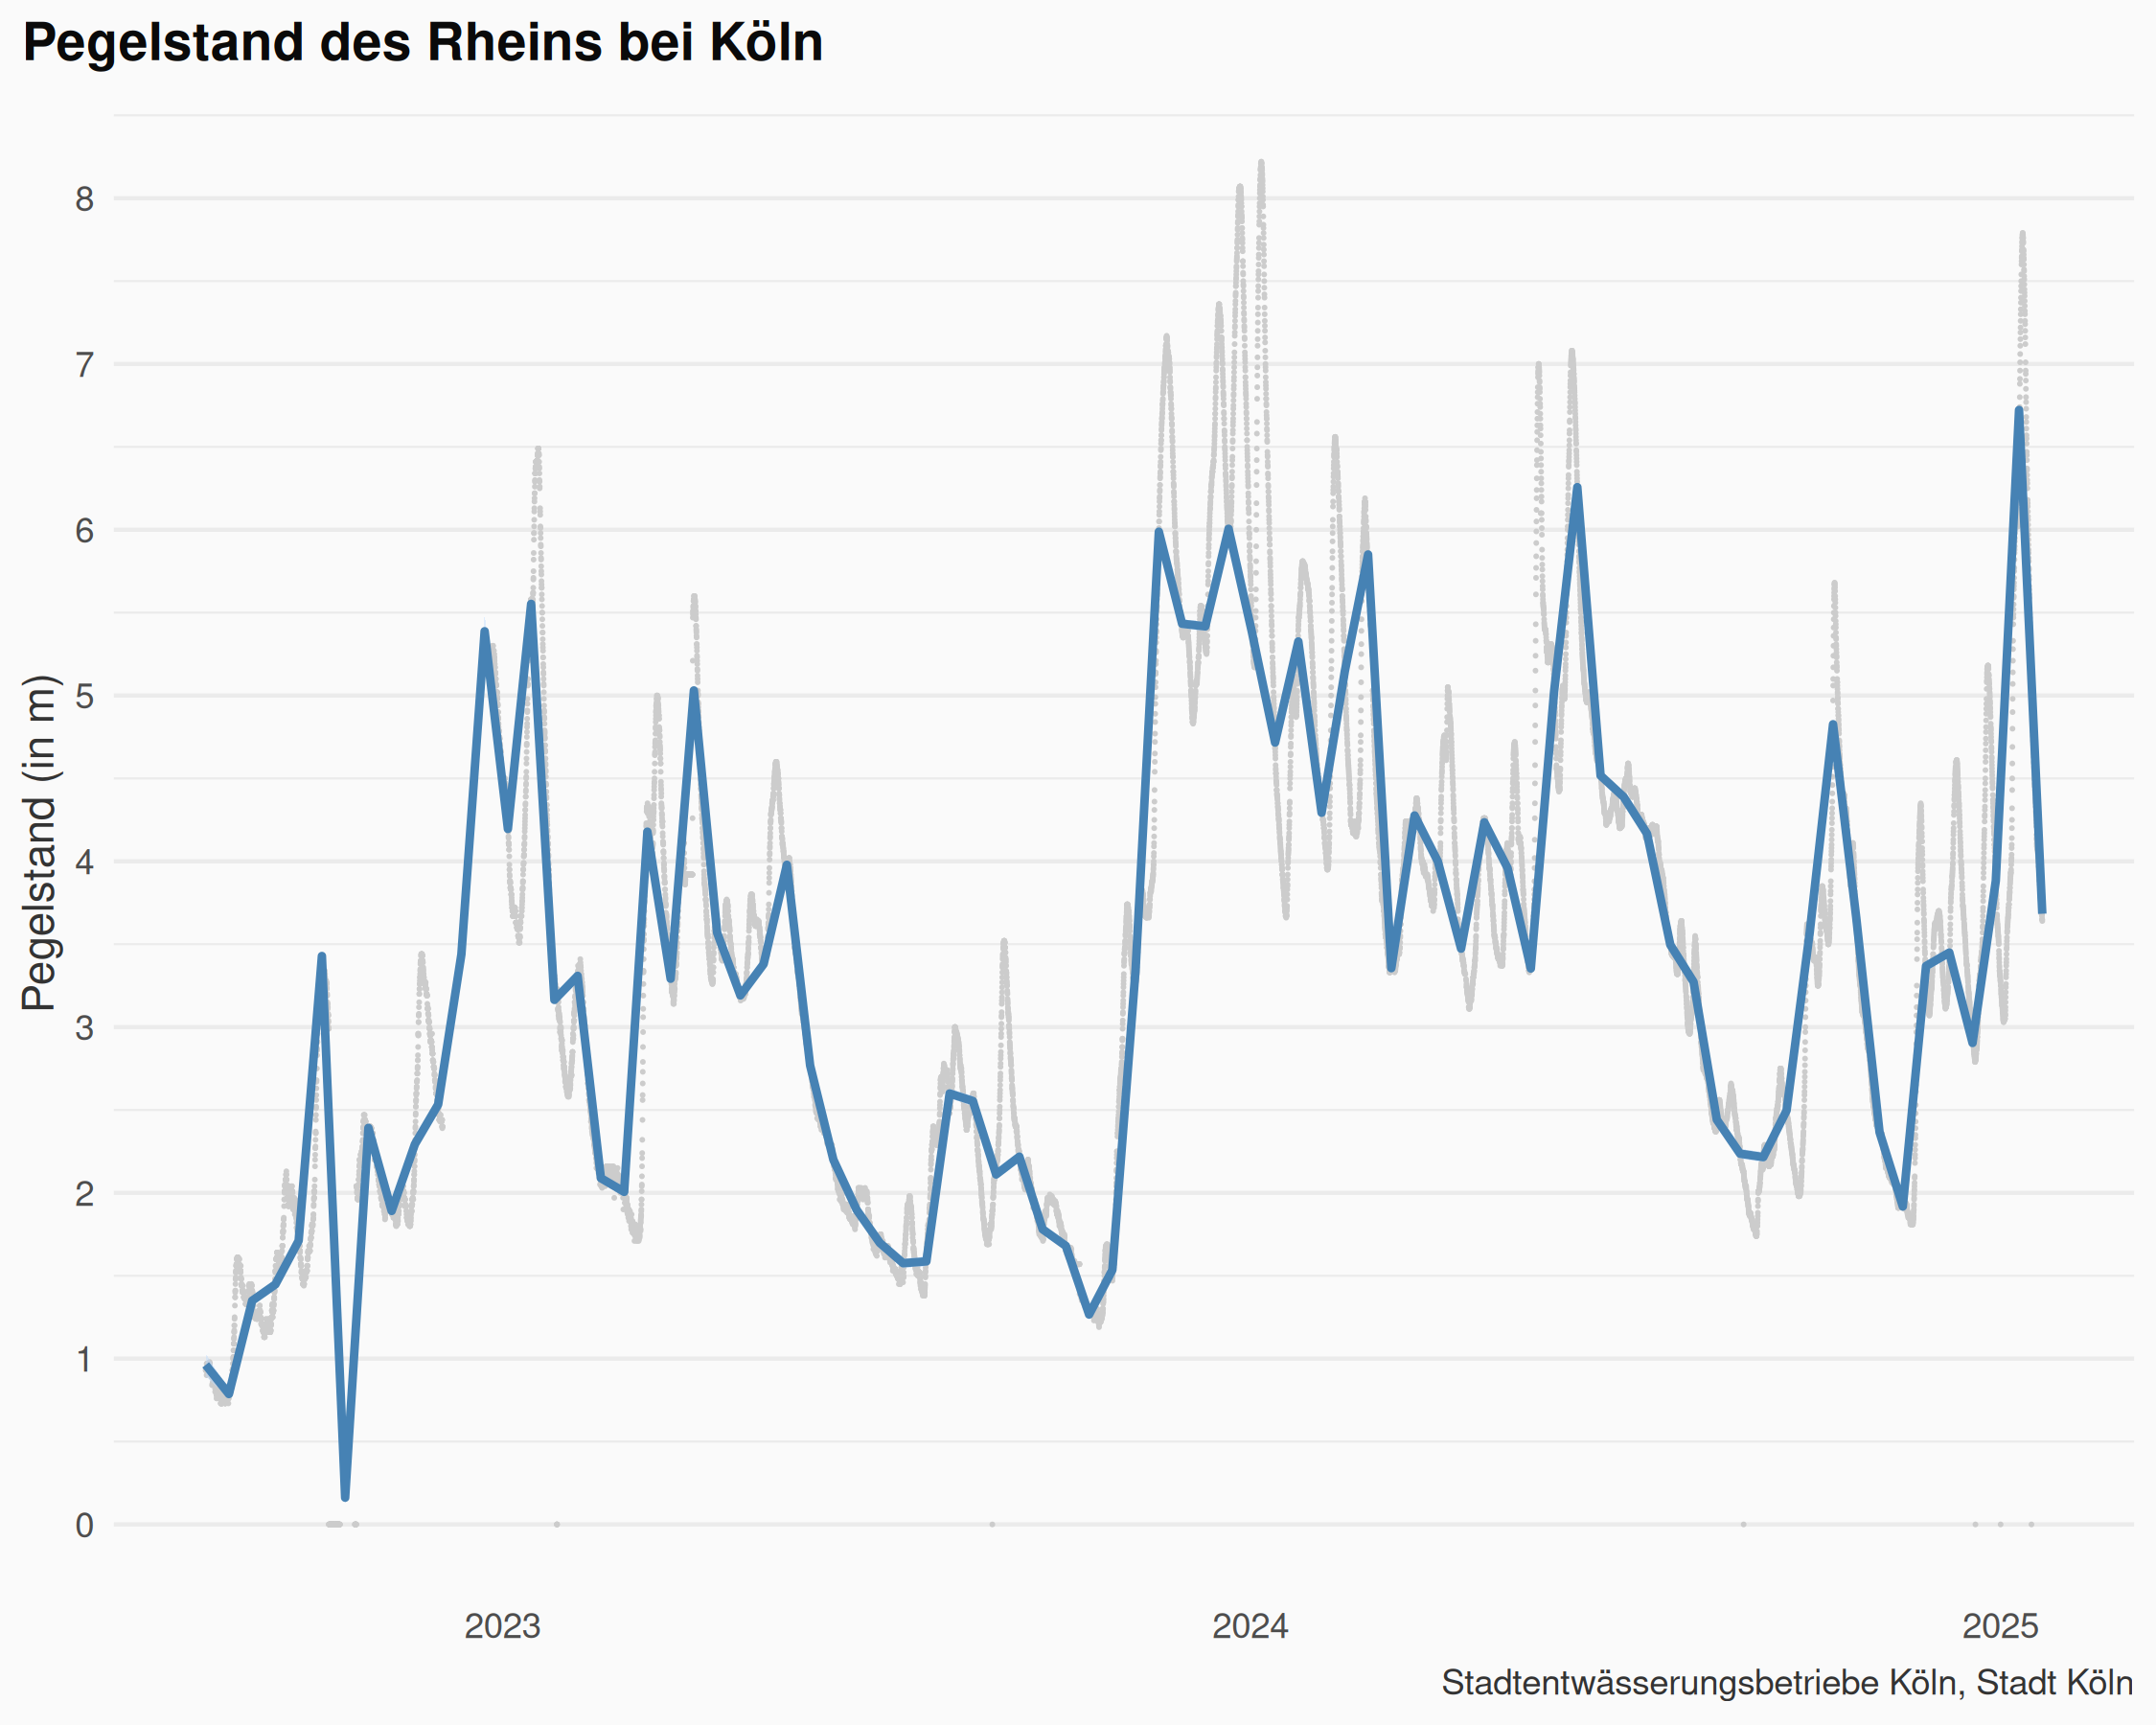 Pegelstand des Rheins bei Köln
Pegelstand (in m)
8
7
6
5
4
3
2
1
0
2023 2024 2025
Stadtentwässerungsbetriebe Köln, Stadt Köln